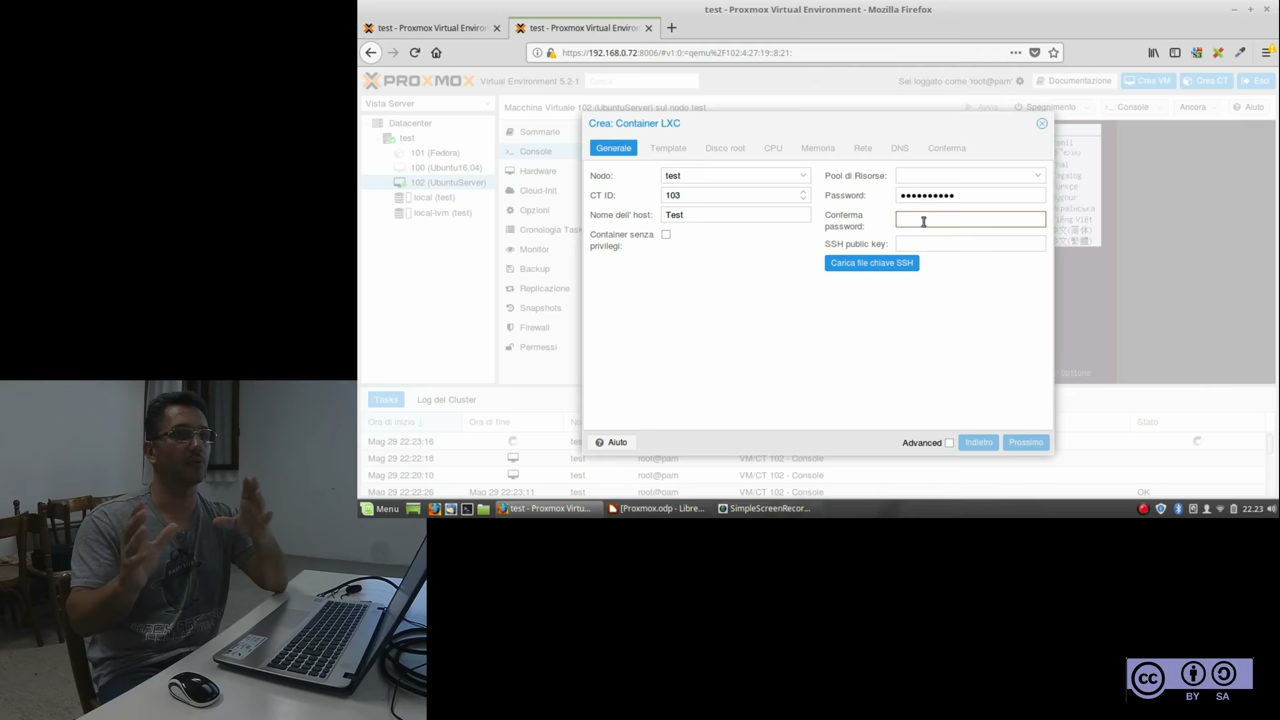 test - Proxmox Virtual Environment - Mozilla Firefox
test - Proxmox Virtual Environ
test - Proxmox Virtual Environ
https://192.168.0.72:8006/#v1:0:=qemu%2F102:4:27:19::8:21:
PROXMOX Virtual Environment 5.2-1 Cerca
Sei loggato come 'root@pam' Documentazione Crea VM Crea CT Esci
Vista Server
Macchina Virtuale 102 (UbuntuServer) sul nodo test
Avvia Spegnimento Console Ancora Aiuto
Datacenter
test
101 (Fedora)
100 (Ubuntu16.04)
102 (UbuntuServer)
local (test)
local-lvm (test)
Sommario
Console
Hardware
Cloud-Init
Opzioni
Cronologia Task
Monitor
Backup
Replicazione
Snapshots
Firewall
Permessi
Crea: Container LXC
Generale Template Disco root CPU Memoria Rete DNS Conferma
Nodo: test
CT ID: 103
Nome dell' host: Test
Container senza
privilegi:
Pool di Risorse:
Password: ••••••••••
Conferma
password:
SSH public key:
Carica file chiave SSH
Aiuto
Advanced Indietro Prossimo
Options
Tasks Log del Cluster
Ora di inizio Ora di fine Stato
Mag 29 22:23:16
Mag 29 22:22:18 test root@pam VM/CT 102 - Console
Mag 29 22:20:10 test root@pam VM/CT 102 - Console
Mag 29 22:22:26 Mag 29 22:23:11 test root@pam VM/CT 102 - Console OK
Menu test - Proxmox Virtu... [Proxmox.odp - Libre... SimpleScreenRecor... 22.23
cc BY SA